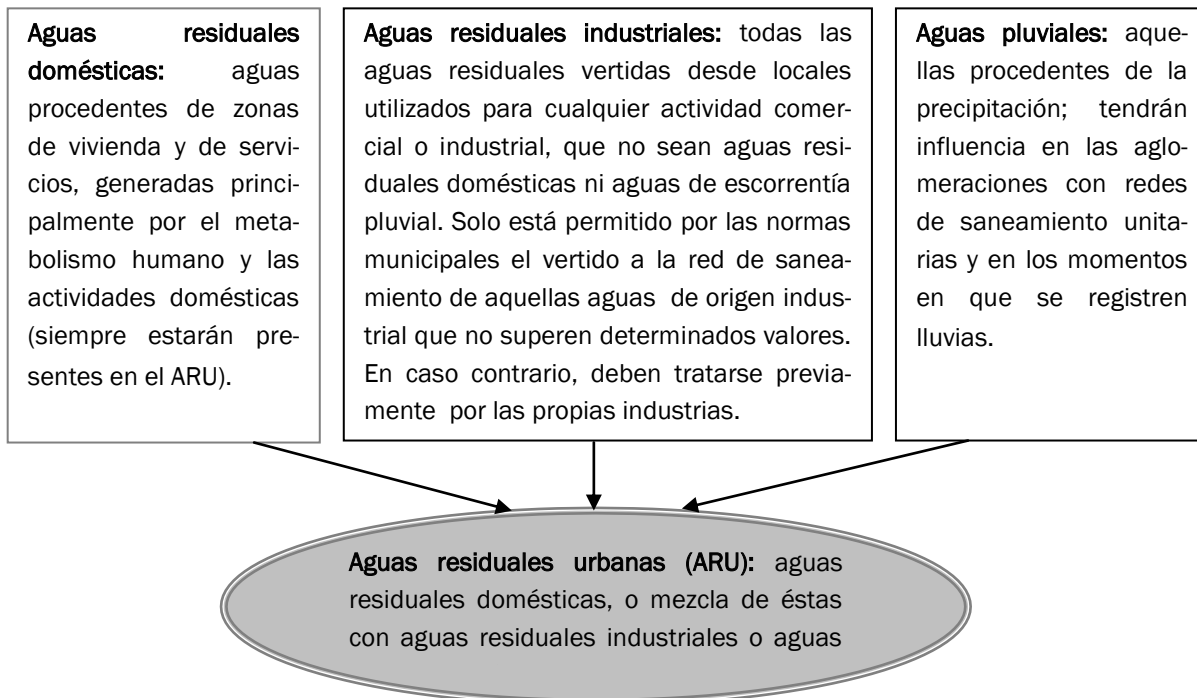 Aguas residuales
domésticas: aguas
procedentes de zonas
de vivienda y de servi-
cios, generadas princi-
palmente por el meta-
bolismo humano y las
actividades domésticas
(siempre estarán pre-
sentes en el ARU).
Aguas residuales industriales: todas las
aguas residuales vertidas desde locales
utilizados para cualquier actividad comer-
cial o industrial, que no sean aguas resi-
duales domésticas ni aguas de escorrentía
pluvial. Solo está permitido por las normas
municipales el vertido a la red de sanea-
miento de aquellas aguas de origen indus-
trial que no superen determinados valores.
En caso contrario, deben tratarse previa-
mente por las propias industrias.
Aguas pluviales: aque-
llas procedentes de la
precipitación; tendrán
influencia en las aglo-
meraciones con redes
de saneamiento unita-
rias y en los momentos
en que se registren
lluvias.
Aguas residuales urbanas (ARU): aguas
residuales domésticas, o mezcla de éstas
con aguas residuales industriales o aguas